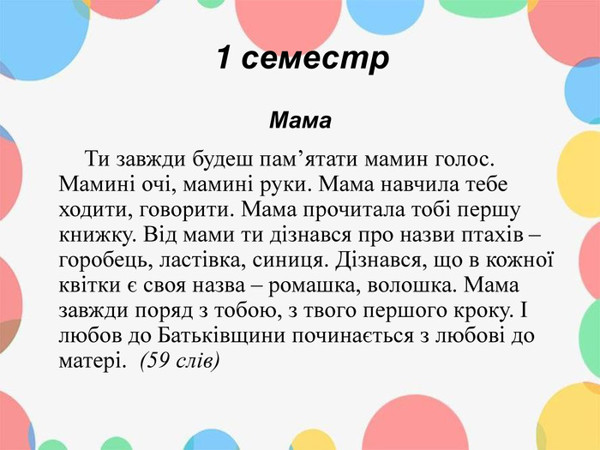 1 семестр
Мама
Ти завжди будеш пам’ятати мамин голос.
Мамині очі, мамині руки. Мама навчила тебе
ходити, говорити. Мама прочитала тобі першу
книжку. Від мами ти дізнався про назви птахів –
горобець, ластівка, синиця. Дізнався, що в кожної
квітки є своя назва – ромашка, волошка. Мама
завжди поряд з тобою, з твого першого кроку. І
любов до Батьківщини починається з любові до
матері. (59 слів)